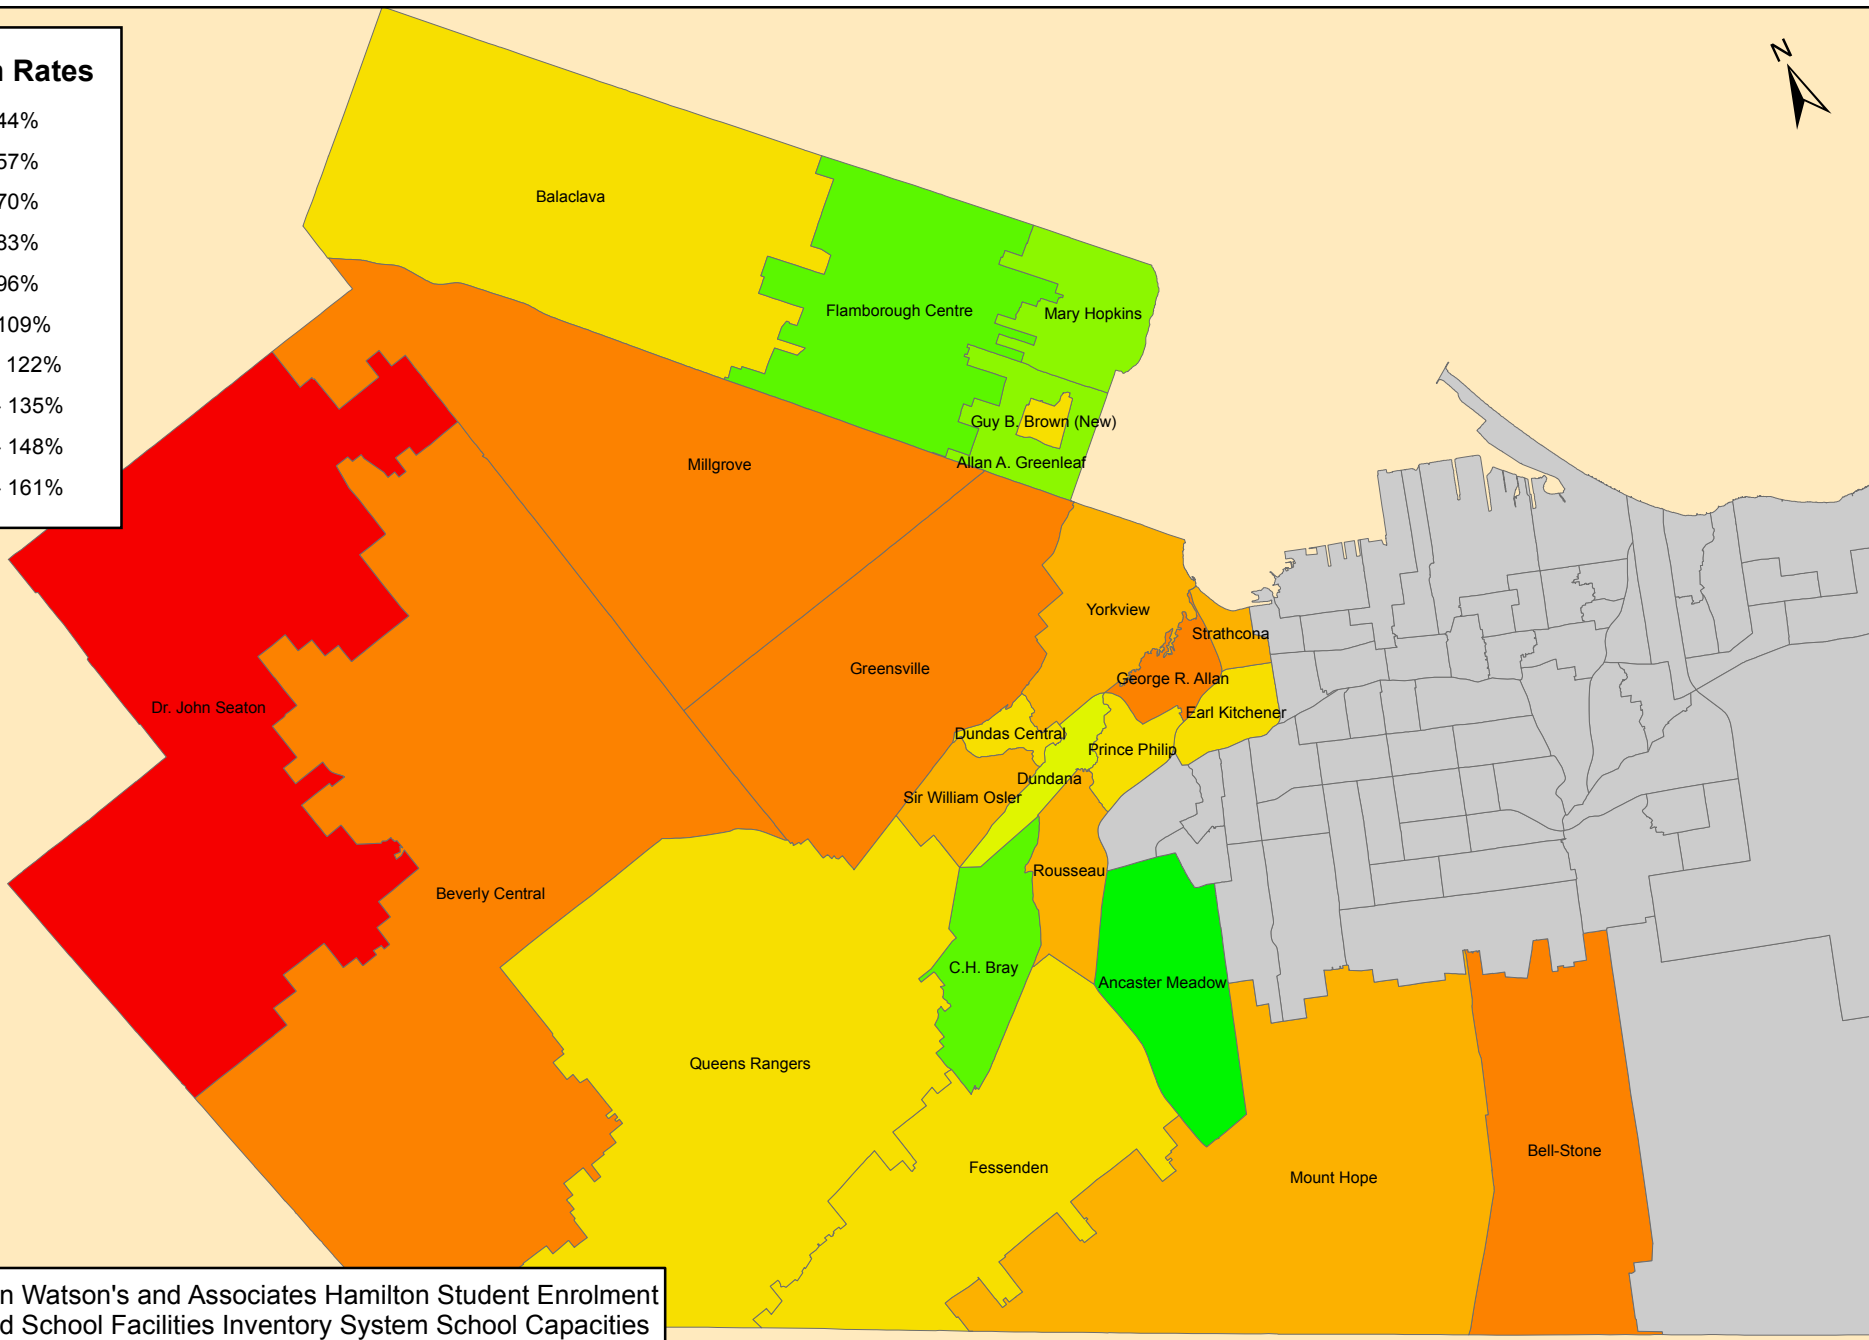 Rates
44%
57%
70%
83%
96%
109%
122%
135%
148%
161%
N
Balaclava
Flamborough Centre
Mary Hopkins
Guy B. Brown (New)
Allan A. Greenleaf
Millgrove
Yorkview
Strathcona
Greensville
George R. Allan
Dr. John Seaton
Earl Kitchener
Dundas Central
Prince Philip
Dundana
Sir William Osler
Rousseau
Beverly Central
C.H. Bray
Ancaster Meadow
Queens Rangers
Bell-Stone
Fessenden
Mount Hope
n Watson's and Associates Hamilton Student Enrolment
d School Facilities Inventory System School Capacities